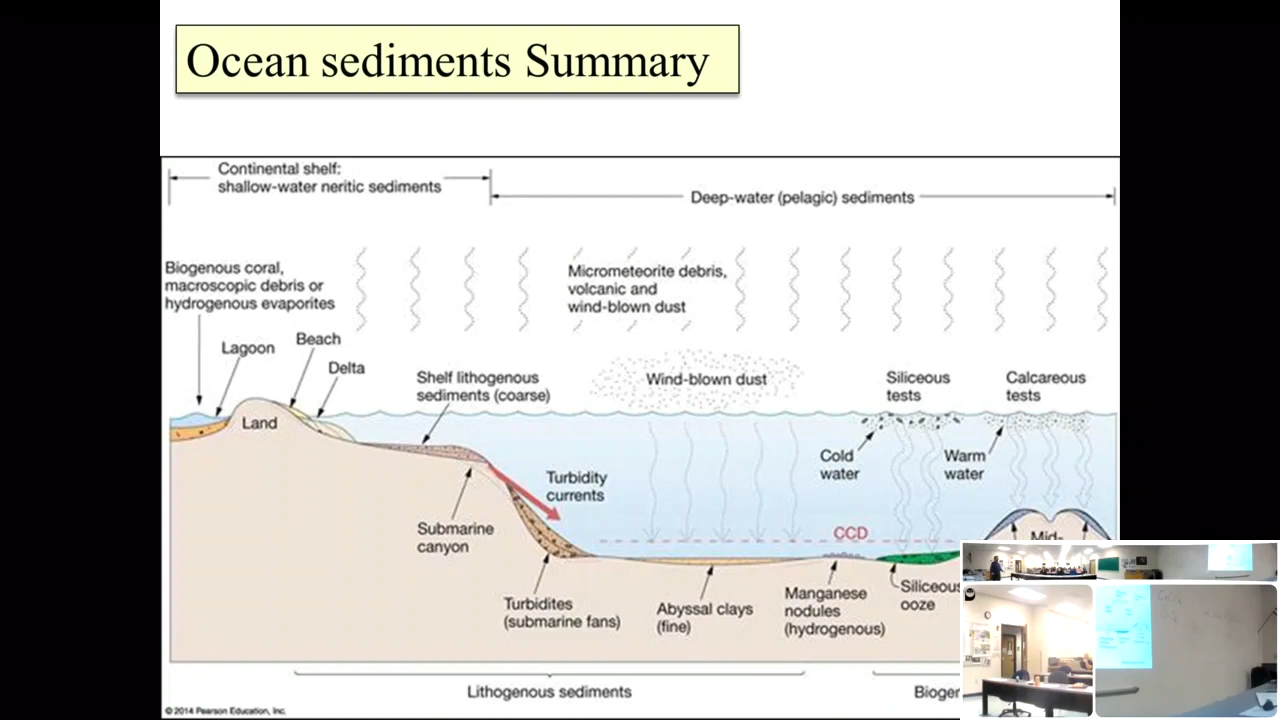 Ocean sediments Summary
Continental shelf:
shallow-water neritic sediments
Deep-water (pelagic) sediments
Biogenous coral,
macroscopic debris or
hydrogenous evaporites
Micrometeorite debris,
volcanic and
wind-blown dust
Lagoon
Beach
Delta
Shelf lithogenous
sediments (coarse)
Wind-blown dust
Siliceous
tests
Calcareous
tests
Land
Cold
water
Warm
water
Turbidity
currents
Submarine
canyon
CCD
Mid-
Turbidites
(submarine fans)
Abyssal clays
(fine)
Manganese
nodules
(hydrogenous)
Siliceous
ooze
Lithogenous sediments
Bioger
© 2014 Pearson Education, Inc.